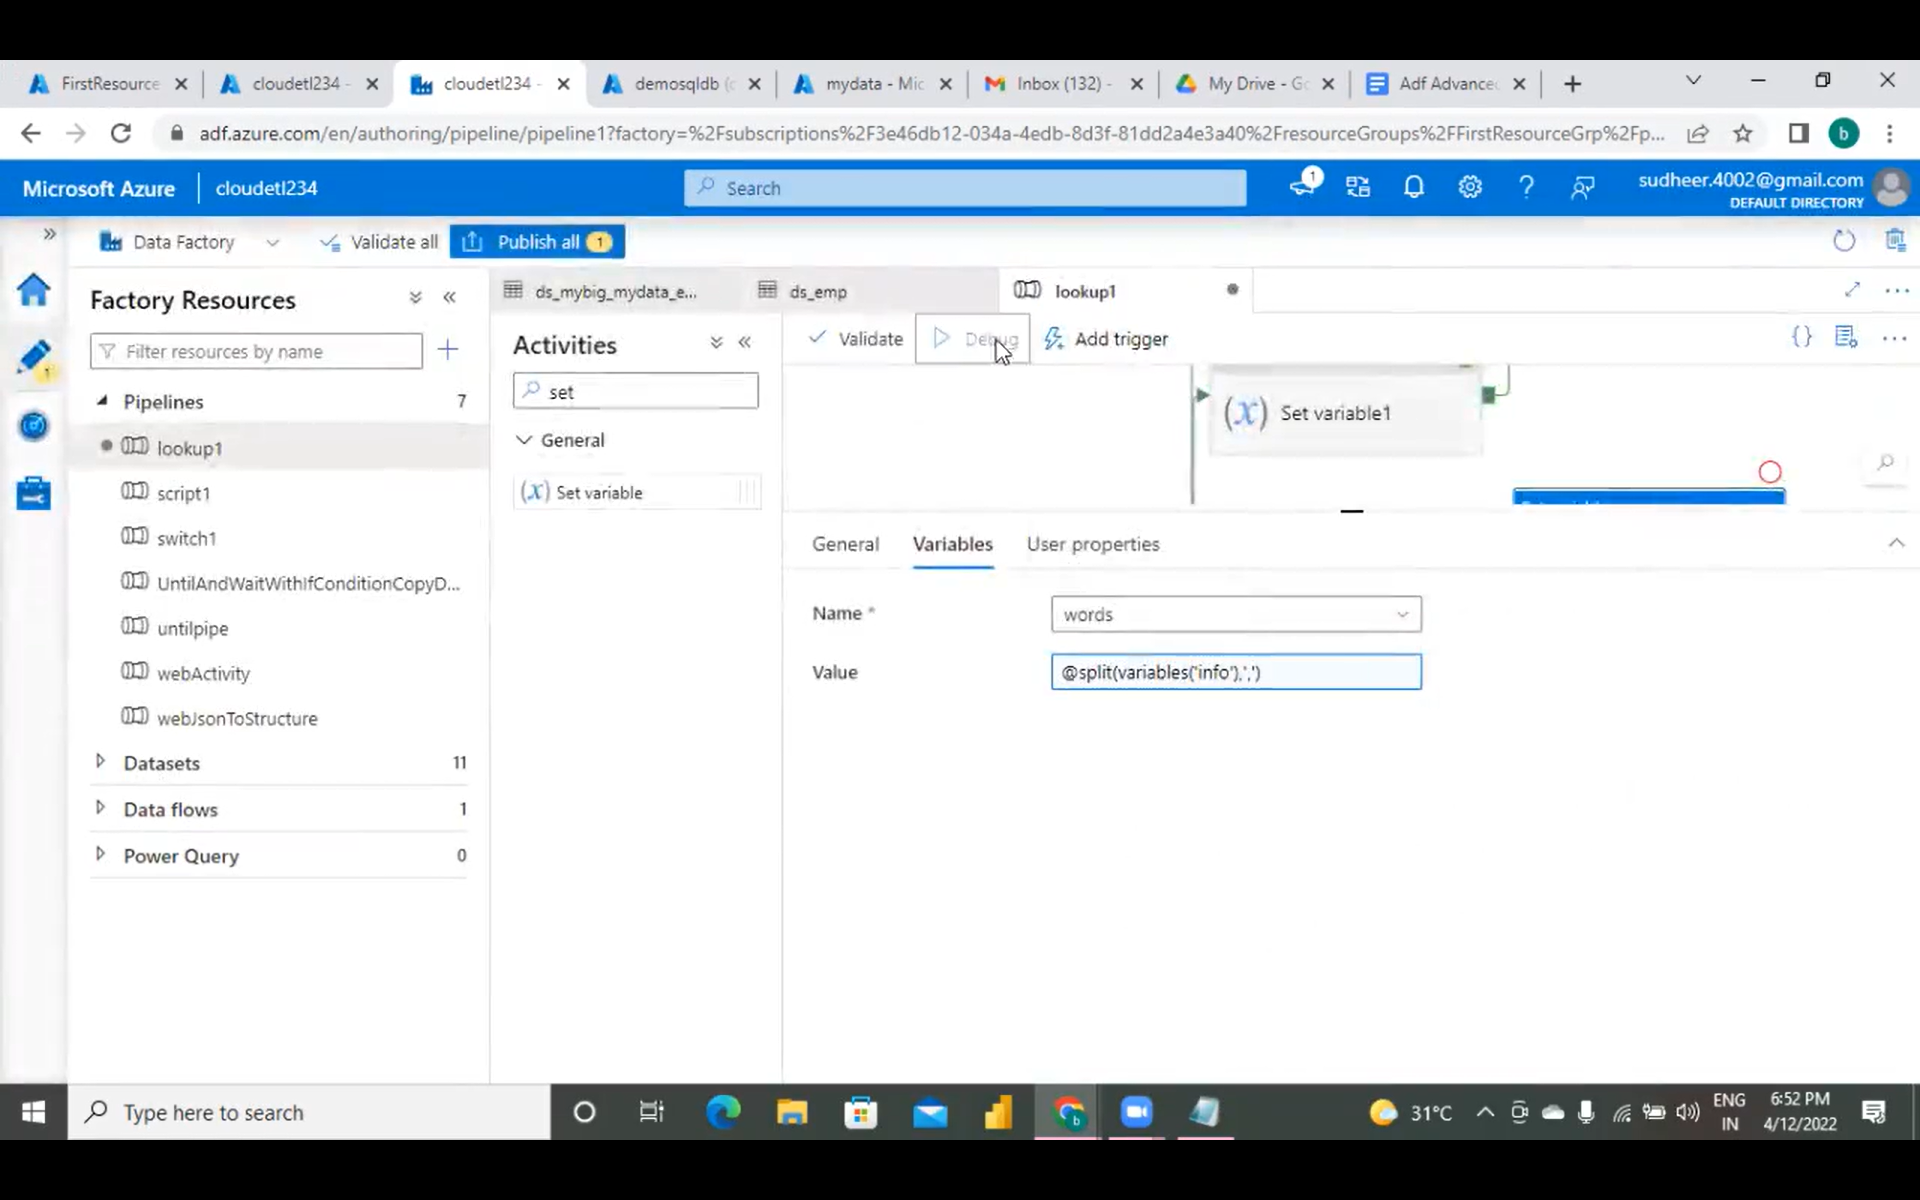 FirstResource
cloudetl234 -
cloudetl234 -
demosqldb (c
mydata - Mic
Inbox (132) -
My Drive - Go
Adf Advance
adf.azure.com/en/authoring/pipeline/pipeline1?factory=%2Fsubscriptions%2F3e46db12-034a-4edb-8d3f-81dd2a4e3a40%2FresourceGroups%2FFirstResourceGrp%2Fp...
b
Microsoft Azure
cloudetl234
Search
1
sudheer.4002@gmail.com
DEFAULT DIRECTORY
Data Factory
Validate all
Publish all
1
Factory Resources
Filter resources by name
Pipelines
7
lookup1
script1
switch1
UntilAndWaitWithIfConditionCopyD...
untilpipe
webActivity
webJsonToStructure
Datasets
11
Data flows
1
Power Query
0
ds_mybig_mydata_e...
ds_emp
lookup1
Activities
set
General
(x) Set variable
Validate
Debug
Add trigger
{}
(x) Set variable1
General
Variables
User properties
Name *
words
Value
@split(variables('info'),',')
Type here to search
31°C
ENG
IN
6:52 PM
4/12/2022